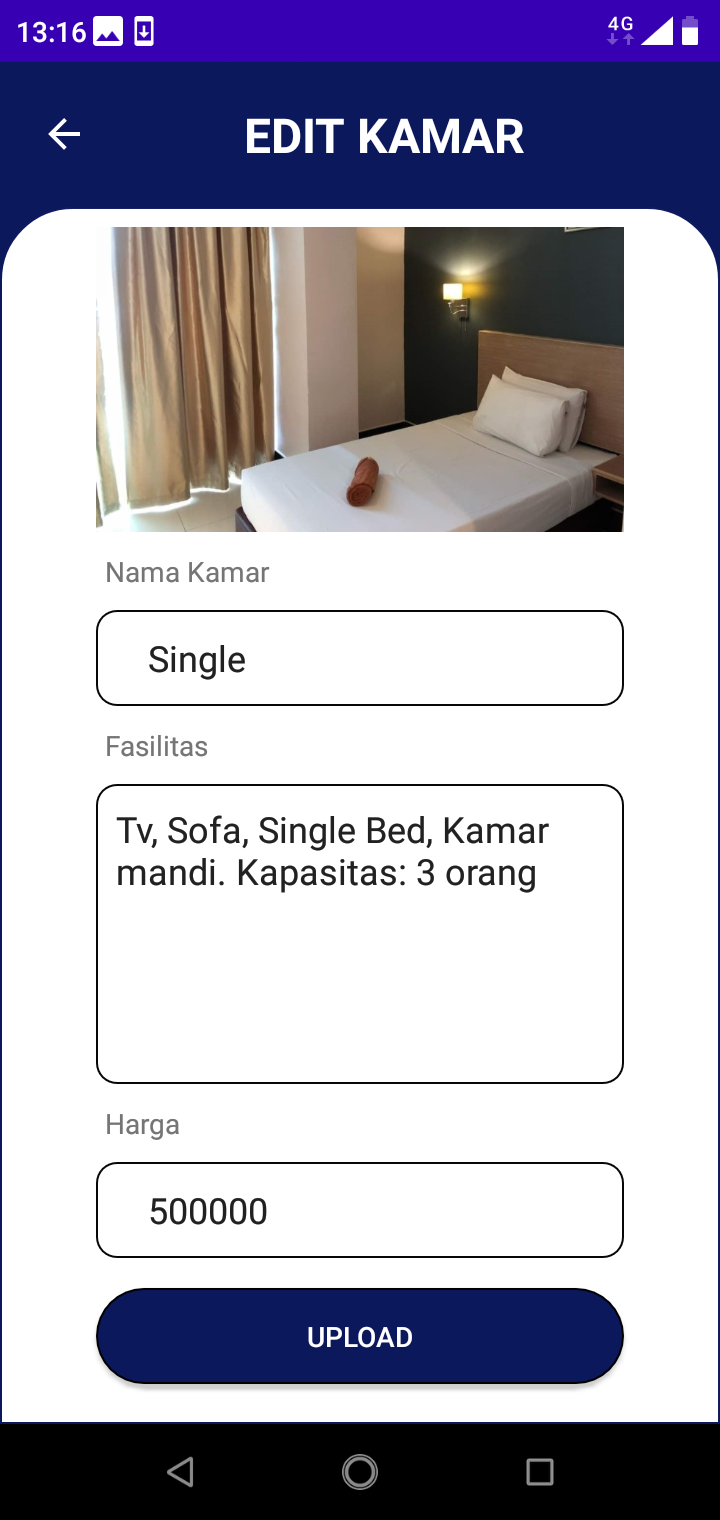 13:16
4G
EDIT KAMAR
Nama Kamar
Single
Fasilitas
Tv, Sofa, Single Bed, Kamar
mandi. Kapasitas: 3 orang
Harga
500000
UPLOAD